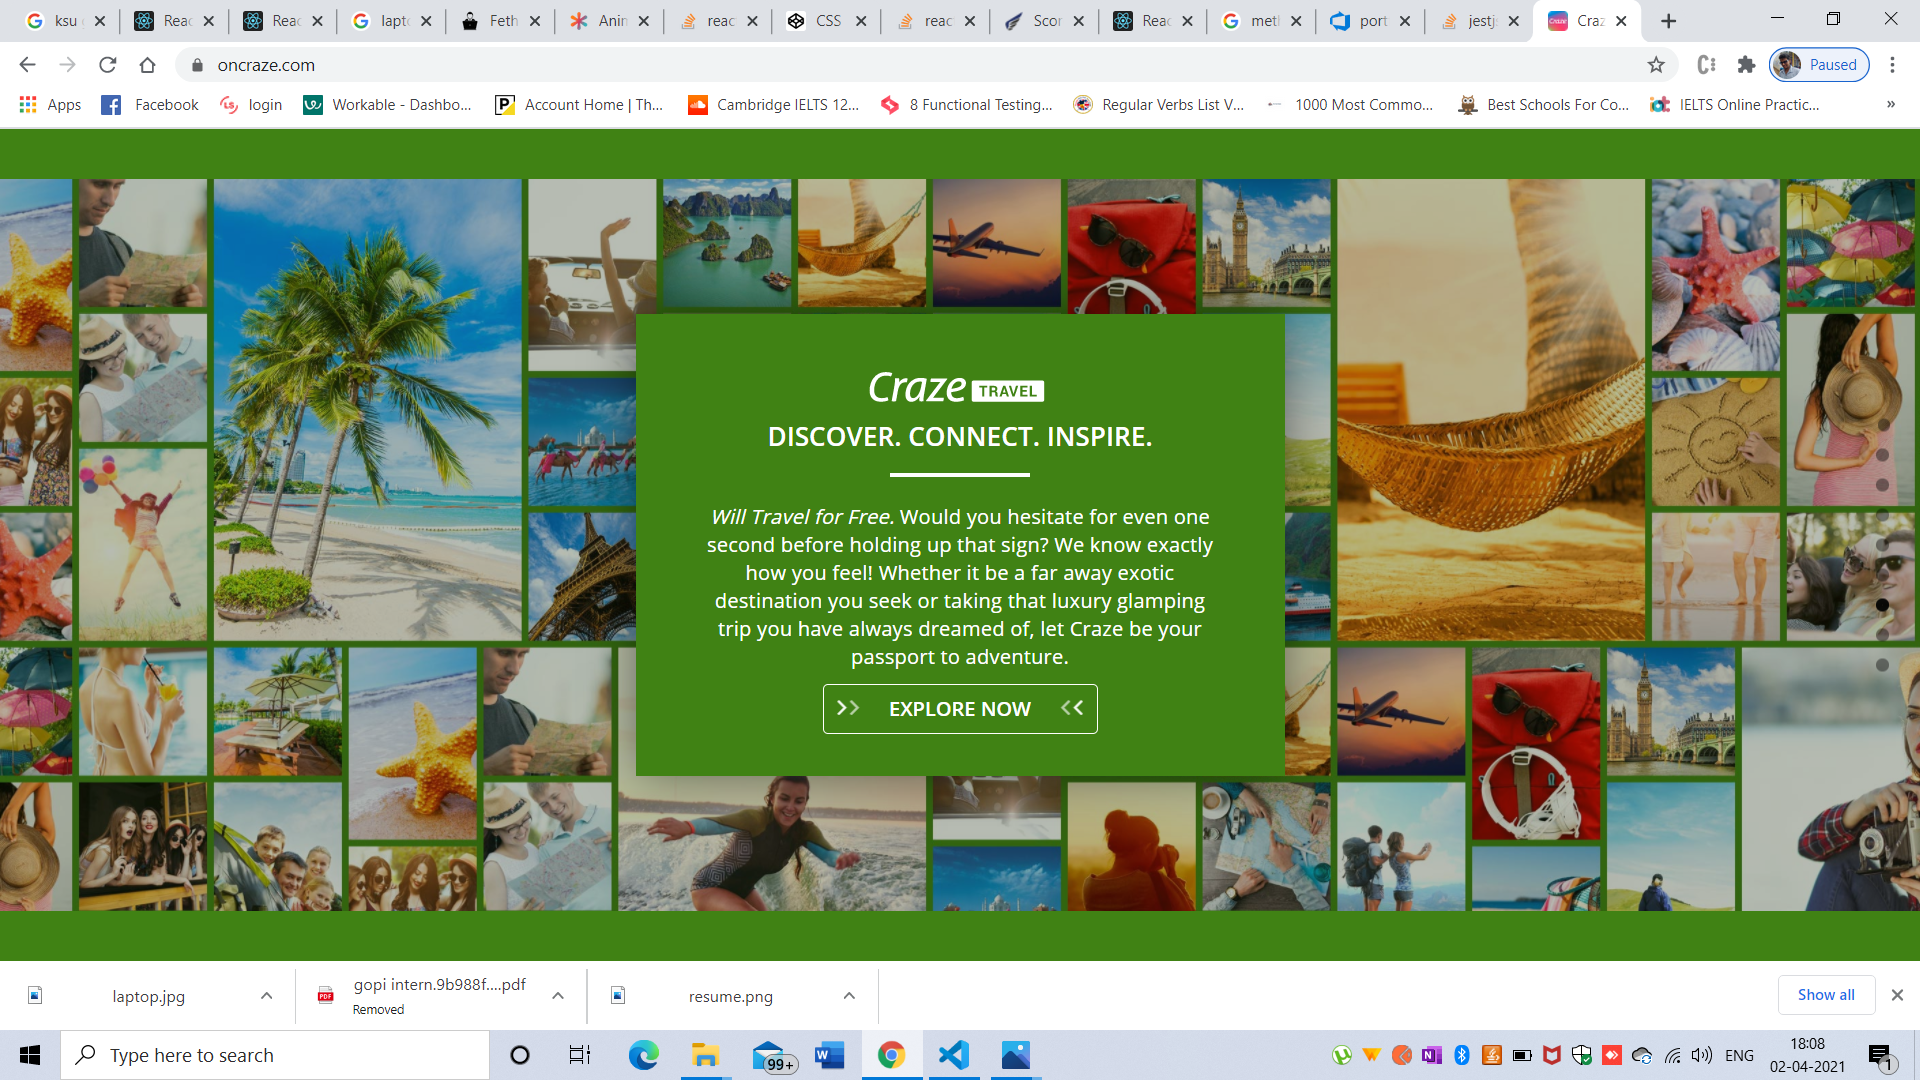 ksu
Reac
Reac
lapt
Feth
Anin
reac
CSS
reac
Scor
Reac
metl
port
jestj
Craz
oncraze.com
Paused
Apps
Facebook
login
Workable - Dashbo...
Account Home | Th...
Cambridge IELTS 12...
8 Functional Testing...
Regular Verbs List V...
1000 Most Commo...
Best Schools For Co...
IELTS Online Practic...
»
Craze TRAVEL
DISCOVER. CONNECT. INSPIRE.
Will Travel for Free. Would you hesitate for even one
second before holding up that sign? We know exactly
how you feel! Whether it be a far away exotic
destination you seek or taking that luxury glamping
trip you have always dreamed of, let Craze be your
passport to adventure.
EXPLORE NOW
laptop.jpg
gopi intern.9b988f....pdf
Removed
resume.png
Show all
Type here to search
99+
ENG
18:08
02-04-2021
1